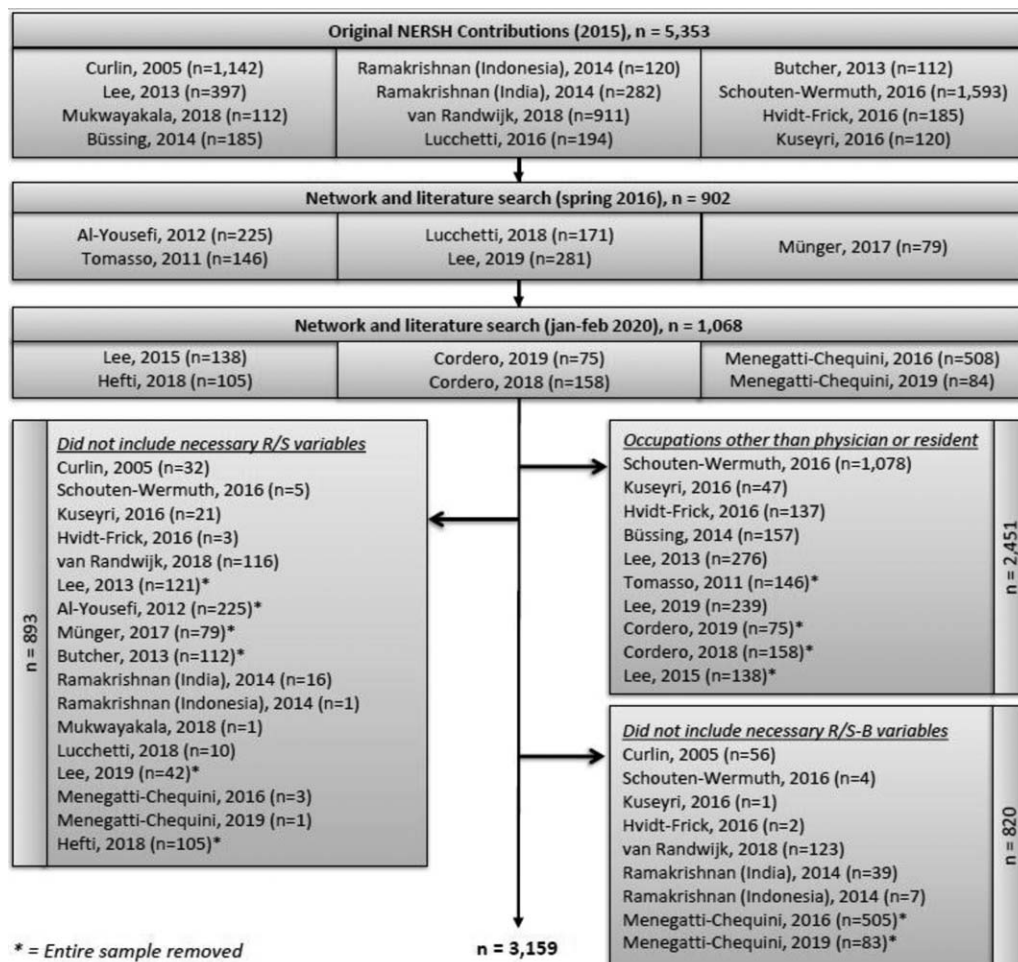 Original NERSH Contributions (2015), n = 5,353
Curlin, 2005 (n=1,142)
Lee, 2013 (n=397)
Mukwayakala, 2018 (n=112)
Büssing, 2014 (n=185)
Ramakrishnan (Indonesia), 2014 (n=120)
Ramakrishnan (India), 2014 (n=282)
van Randwijk, 2018 (n=911)
Lucchetti, 2016 (n=194)
Butcher, 2013 (n=112)
Schouten-Wermuth, 2016 (n=1,593)
Hvidt-Frick, 2016 (n=185)
Kuseyri, 2016 (n=120)
Network and literature search (spring 2016), n = 902
Al-Yousefi, 2012 (n=225)
Tomasso, 2011 (n=146)
Lucchetti, 2018 (n=171)
Lee, 2019 (n=281)
Münger, 2017 (n=79)
Network and literature search (jan-feb 2020), n = 1,068
Lee, 2015 (n=138)
Hefti, 2018 (n=105)
Cordero, 2019 (n=75)
Cordero, 2018 (n=158)
Menegatti-Chequini, 2016 (n=508)
Menegatti-Chequini, 2019 (n=84)
n = 893
Did not include necessary R/S variables
Curlin, 2005 (n=32)
Schouten-Wermuth, 2016 (n=5)
Kuseyri, 2016 (n=21)
Hvidt-Frick, 2016 (n=3)
van Randwijk, 2018 (n=116)
Lee, 2013 (n=121)*
Al-Yousefi, 2012 (n=225)*
Münger, 2017 (n=79)*
Butcher, 2013 (n=112)*
Ramakrishnan (India), 2014 (n=16)
Ramakrishnan (Indonesia), 2014 (n=1)
Mukwayakala, 2018 (n=1)
Lucchetti, 2018 (n=10)
Lee, 2019 (n=42)*
Menegatti-Chequini, 2016 (n=3)
Menegatti-Chequini, 2019 (n=1)
Hefti, 2018 (n=105)*
Occupations other than physician or resident
Schouten-Wermuth, 2016 (n=1,078)
Kuseyri, 2016 (n=47)
Hvidt-Frick, 2016 (n=137)
Büssing, 2014 (n=157)
Lee, 2013 (n=276)
Tomasso, 2011 (n=146)*
Lee, 2019 (n=239)
Cordero, 2019 (n=75)*
Cordero, 2018 (n=158)*
Lee, 2015 (n=138)*
n = 2,451
Did not include necessary R/S-B variables
Curlin, 2005 (n=56)
Schouten-Wermuth, 2016 (n=4)
Kuseyri, 2016 (n=1)
Hvidt-Frick, 2016 (n=2)
van Randwijk, 2018 (n=123)
Ramakrishnan (India), 2014 (n=39)
Ramakrishnan (Indonesia), 2014 (n=7)
Menegatti-Chequini, 2016 (n=505)*
Menegatti-Chequini, 2019 (n=83)*
n = 820
* = Entire sample removed
n = 3,159